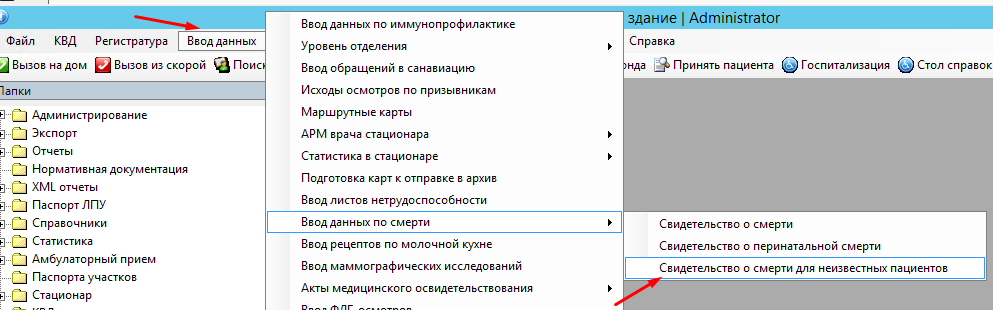 здание | Administrator
Файл КВД Регистратура Ввод данных Справка
Вызов на дом Вызов из скорой Принять пациента Госпитализация Стол справок
Папки
Администрирование
Экспорт
Отчеты
Нормативная документация
XML отчеты
Паспорт ЛПУ
Справочники
Статистика
Амбулаторный прием
Паспорта участков
Стационар
Ввод данных по иммунопрофилактике
Уровень отделения
Ввод обращений в санавиацию
Исходы осмотров по призывникам
Маршрутные карты
АРМ врача стационара
Статистика в стационаре
Подготовка карт к отправке в архив
Ввод листов нетрудоспособности
Ввод данных по смерти
Ввод рецептов по молочной кухне
Ввод маммографических исследований
Акты медицинского освидетельствования
Ввод ФЛГ осмотров
Свидетельство о смерти
Свидетельство о перинатальной смерти
Свидетельство о смерти для неизвестных пациентов